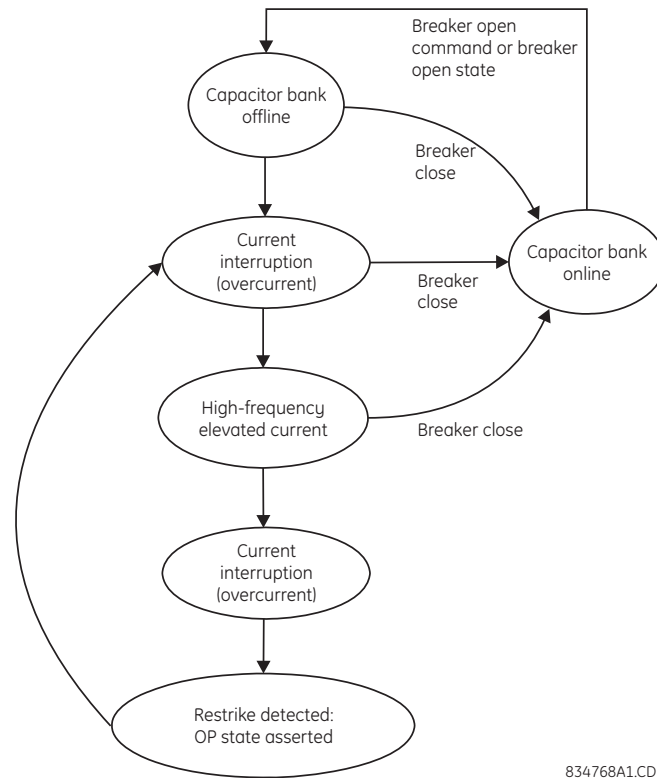 Breaker open
command or breaker
open state
Capacitor bank
offline
Breaker
close
Current
interruption
(overcurrent)
Breaker
close
Capacitor bank
online
High-frequency
elevated current
Breaker close
Current
interruption
(overcurrent)
Restrike detected:
OP state asserted
834768A1.CD